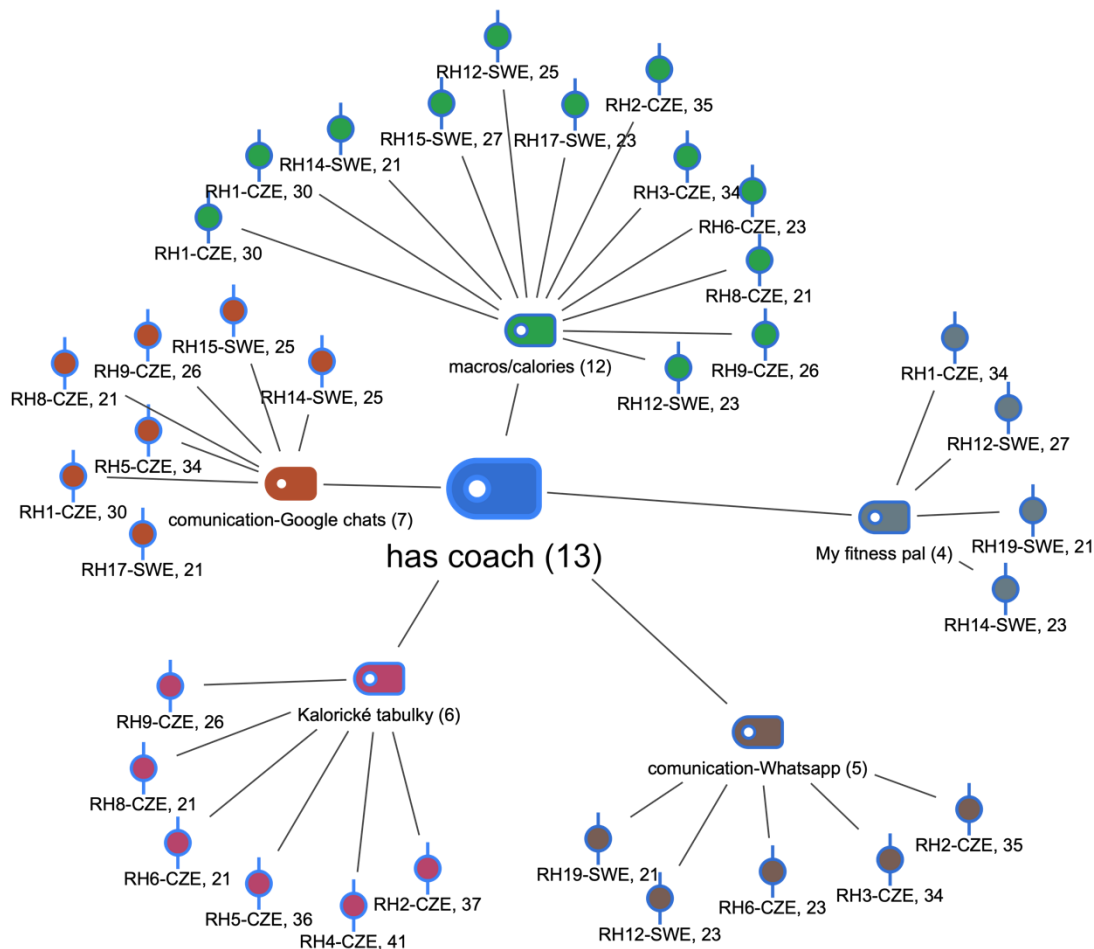 RH12-SWE, 25
RH2-CZE, 35
RH15-SWE, 27
RH17-SWE, 23
RH14-SWE, 21
RH1-CZE, 30
RH3-CZE, 34
RH6-CZE, 23
RH1-CZE, 30
RH8-CZE, 21
RH15-SWE, 25
macros/calories (12)
RH9-CZE, 26
RH9-CZE, 26
RH1-CZE, 34
RH8-CZE, 21
RH14-SWE, 25
RH12-SWE, 23
RH12-SWE, 27
RH5-CZE, 34
RH1-CZE, 30
comunication-Google chats (7)
has coach (13)
My fitness pal (4)
RH19-SWE, 21
RH17-SWE, 21
RH14-SWE, 23
Kalorické tabulky (6)
RH9-CZE, 26
comunication-Whatsapp (5)
RH8-CZE, 21
RH2-CZE, 35
RH6-CZE, 21
RH19-SWE, 21
RH3-CZE, 34
RH5-CZE, 36
RH2-CZE, 37
RH6-CZE, 23
RH12-SWE, 23
RH4-CZE, 41